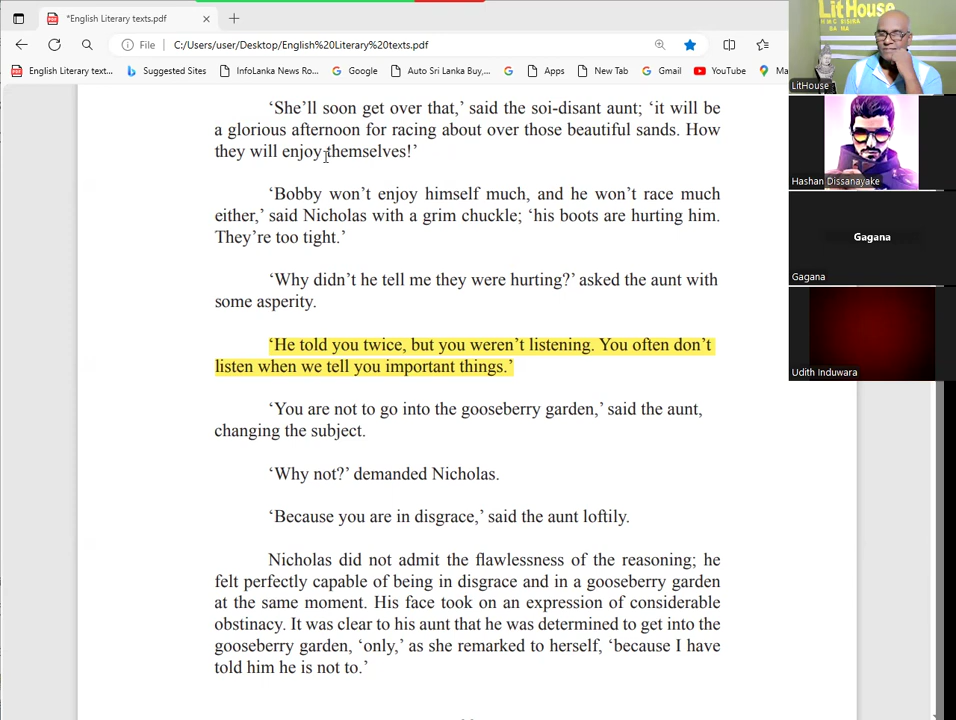 *English Literary texts.pdf
File
C:/Users/user/Desktop/English%20Literary%20texts.pdf
English Literary text...
Suggested Sites
InfoLanka News Ro...
Google
Auto Sri Lanka Buy,...
Apps
New Tab
Gmail
YouTube
Ma
‘She’ll soon get over that,’ said the soi-disant aunt; ‘it will be
a glorious afternoon for racing about over those beautiful sands. How
they will enjoy themselves!’
‘Bobby won’t enjoy himself much, and he won’t race much
either,’ said Nicholas with a grim chuckle; ‘his boots are hurting him.
They’re too tight.’
‘Why didn’t he tell me they were hurting?’ asked the aunt with
some asperity.
‘He told you twice, but you weren’t listening. You often don’t
listen when we tell you important things.’
‘You are not to go into the gooseberry garden,’ said the aunt,
changing the subject.
‘Why not?’ demanded Nicholas.
‘Because you are in disgrace,’ said the aunt loftily.
Nicholas did not admit the flawlessness of the reasoning; he
felt perfectly capable of being in disgrace and in a gooseberry garden
at the same moment. His face took on an expression of considerable
obstinacy. It was clear to his aunt that he was determined to get into the
gooseberry garden, ‘only,’ as she remarked to herself, ‘because I have
told him he is not to.’
LitHouse
LitHouse
Hashan Dissanayake
Gagana
Gagana
Udith Induwara